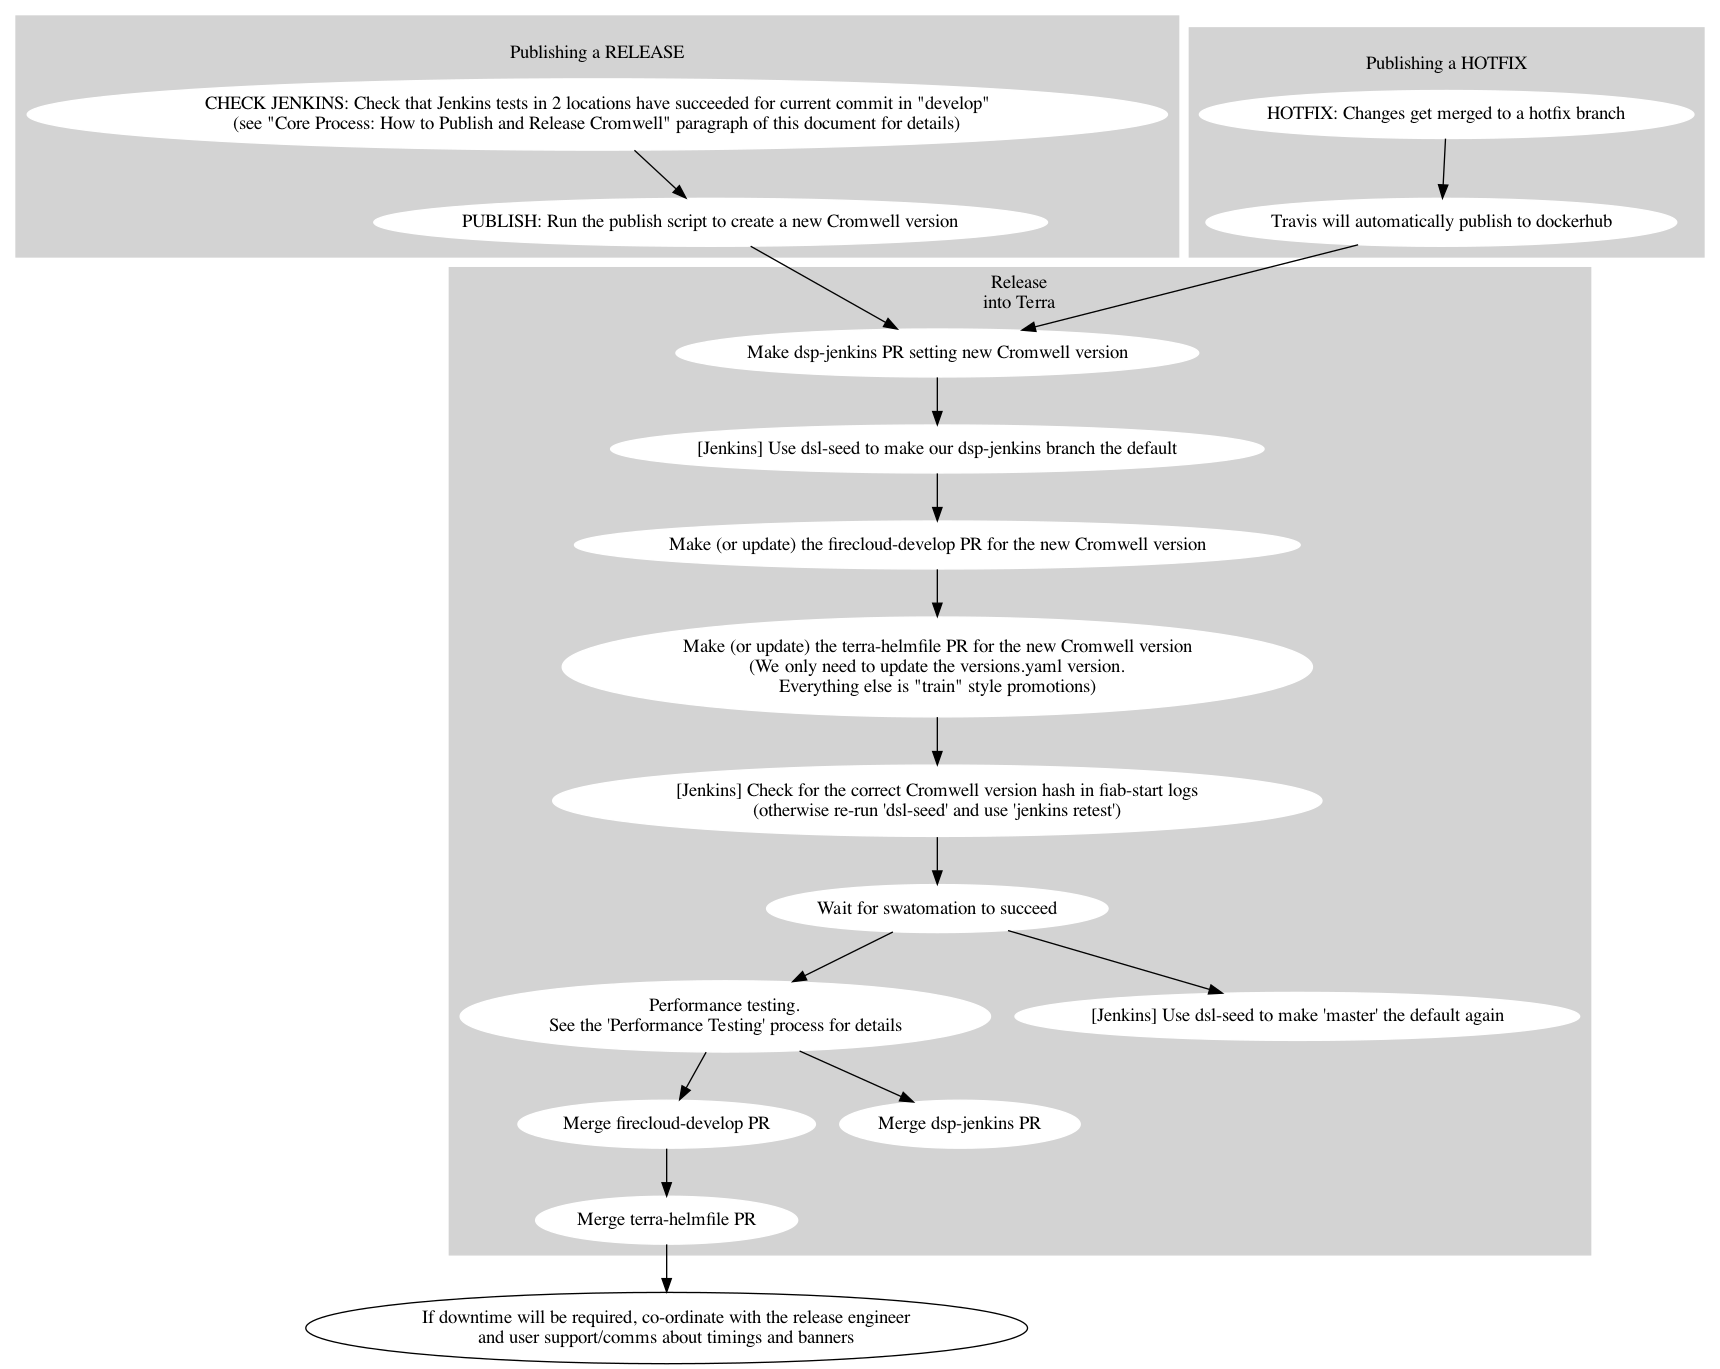 Publishing a RELEASE
CHECK JENKINS: Check that Jenkins tests in 2 locations have succeeded for current commit in "develop"
(see "Core Process: How to Publish and Release Cromwell" paragraph of this document for details)
PUBLISH: Run the publish script to create a new Cromwell version
Publishing a HOTFIX
HOTFIX: Changes get merged to a hotfix branch
Travis will automatically publish to dockerhub
Release
into Terra
Make dsp-jenkins PR setting new Cromwell version
[Jenkins] Use dsl-seed to make our dsp-jenkins branch the default
Make (or update) the firecloud-develop PR for the new Cromwell version
Make (or update) the terra-helmfile PR for the new Cromwell version
(We only need to update the versions.yaml version.
Everything else is "train" style promotions)
[Jenkins] Check for the correct Cromwell version hash in fiab-start logs
(otherwise re-run 'dsl-seed' and use 'jenkins retest')
Wait for swatomation to succeed
Performance testing.
See the 'Performance Testing' process for details
[Jenkins] Use dsl-seed to make 'master' the default again
Merge firecloud-develop PR
Merge dsp-jenkins PR
Merge terra-helmfile PR
If downtime will be required, co-ordinate with the release engineer
and user support/comms about timings and banners